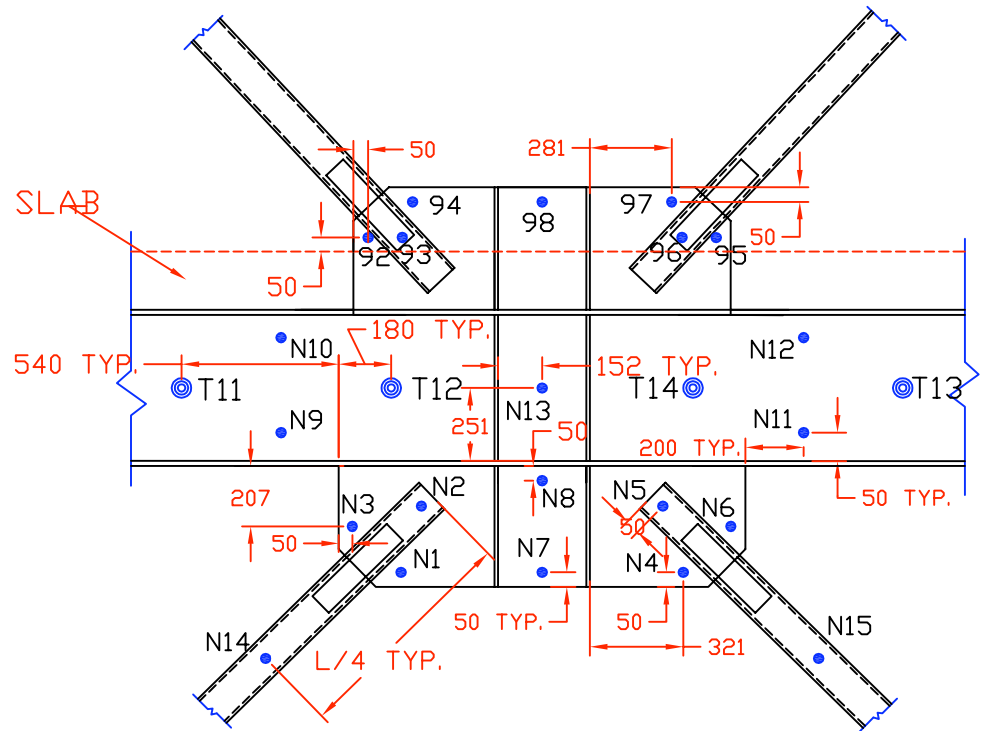 50
281
SLAB
94
98
97
92
93
96
95
50
50
180 TYP.
N10
N12
540 TYP.
152 TYP.
T11
T12
T14
T13
N13
N9
251
50
N11
200 TYP.
207
N3
N2
N8
N5
N6
50 TYP.
50
50
N1
N7
N4
N14
50 TYP.
50
N15
L/4 TYP.
321